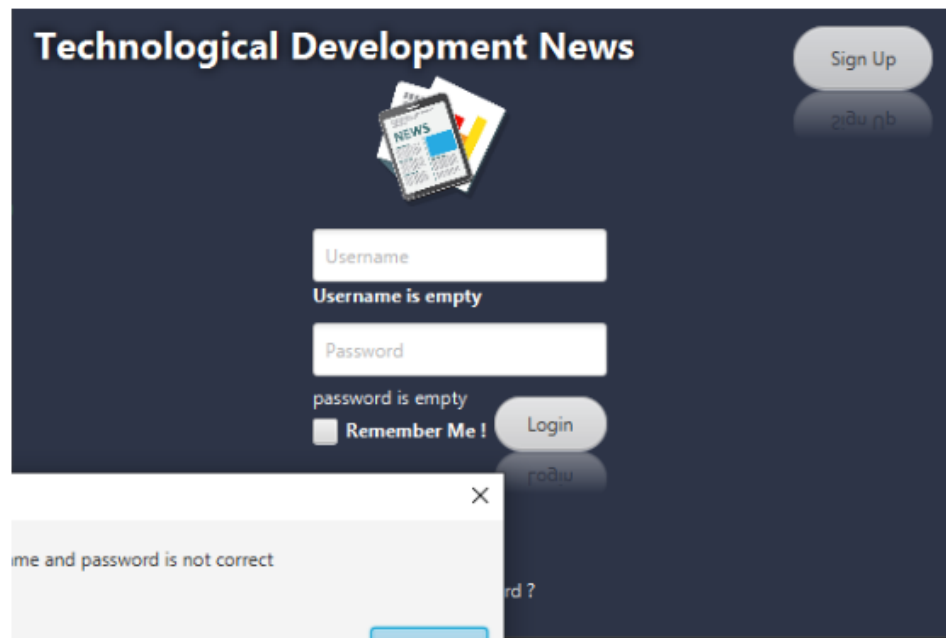 Technological Development News
Sign Up
NEWS
Username
Username is empty
Password
password is empty
Remember Me !
Login
me and password is not correct
rd ?